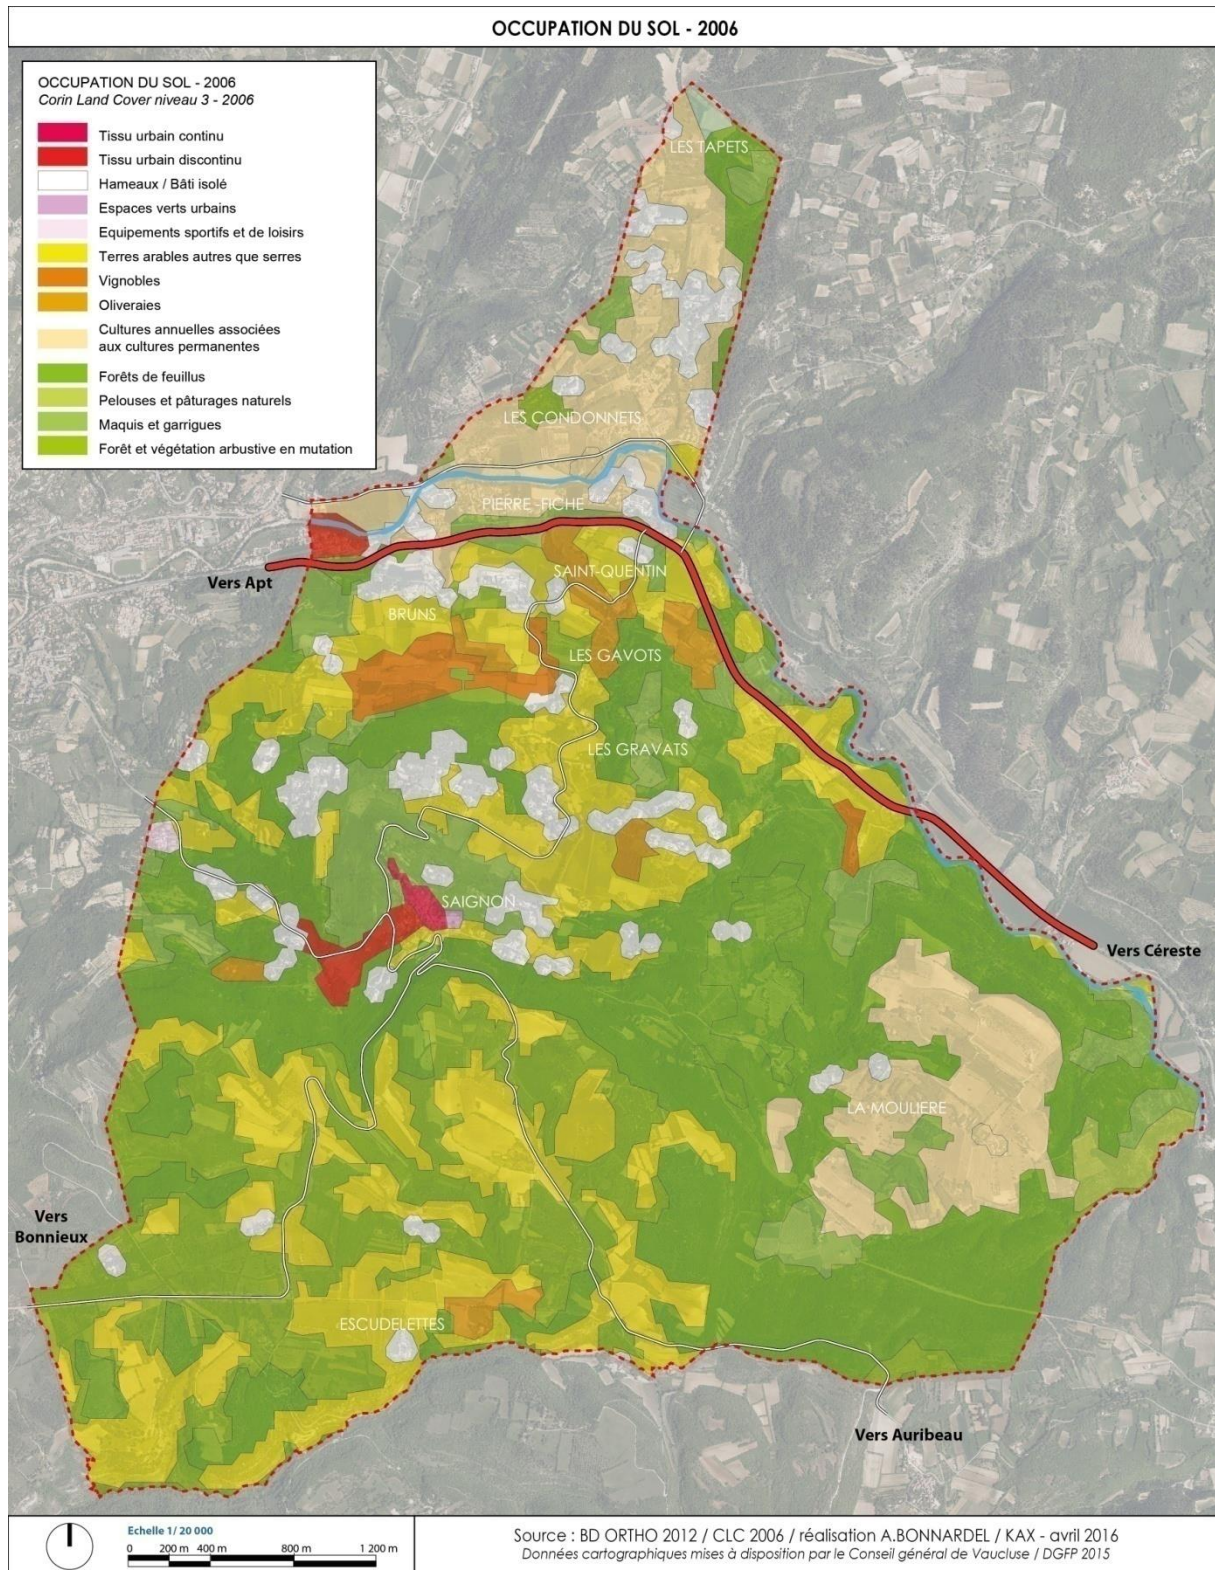 OCCUPATION DU SOL - 2006
OCCUPATION DU SOL - 2006
Corin Land Cover niveau 3 - 2006
Tissu urbain continu
Tissu urbain discontinu
Hameaux / Bâti isolé
Espaces verts urbains
Equipements sportifs et de loisirs
Terres arables autres que serres
Vignobles
Oliveraies
Cultures annuelles associées
aux cultures permanentes
Forêts de feuillus
Pelouses et pâturages naturels
Maquis et garrigues
Forêt et végétation arbustive en mutation
LES TAPETS
LES CONDONNETS
PIERRE -FICHE
Vers Apt
SAINT-QUENTIN
BRUNS
LES GAVOTS
LES GRAVATS
SAIGNON
Vers Céreste
LA MOULIERE
Vers
Bonnieux
ESCUDELETTES
Vers Auribeau
Echelle 1/ 20 000
0 200 m 400 m 800 m 1 200 m
Source : BD ORTHO 2012 / CLC 2006 / réalisation A.BONNARDEL / KAX - avril 2016
Données cartographiques mises à disposition par le Conseil général de Vaucluse / DGFP 2015